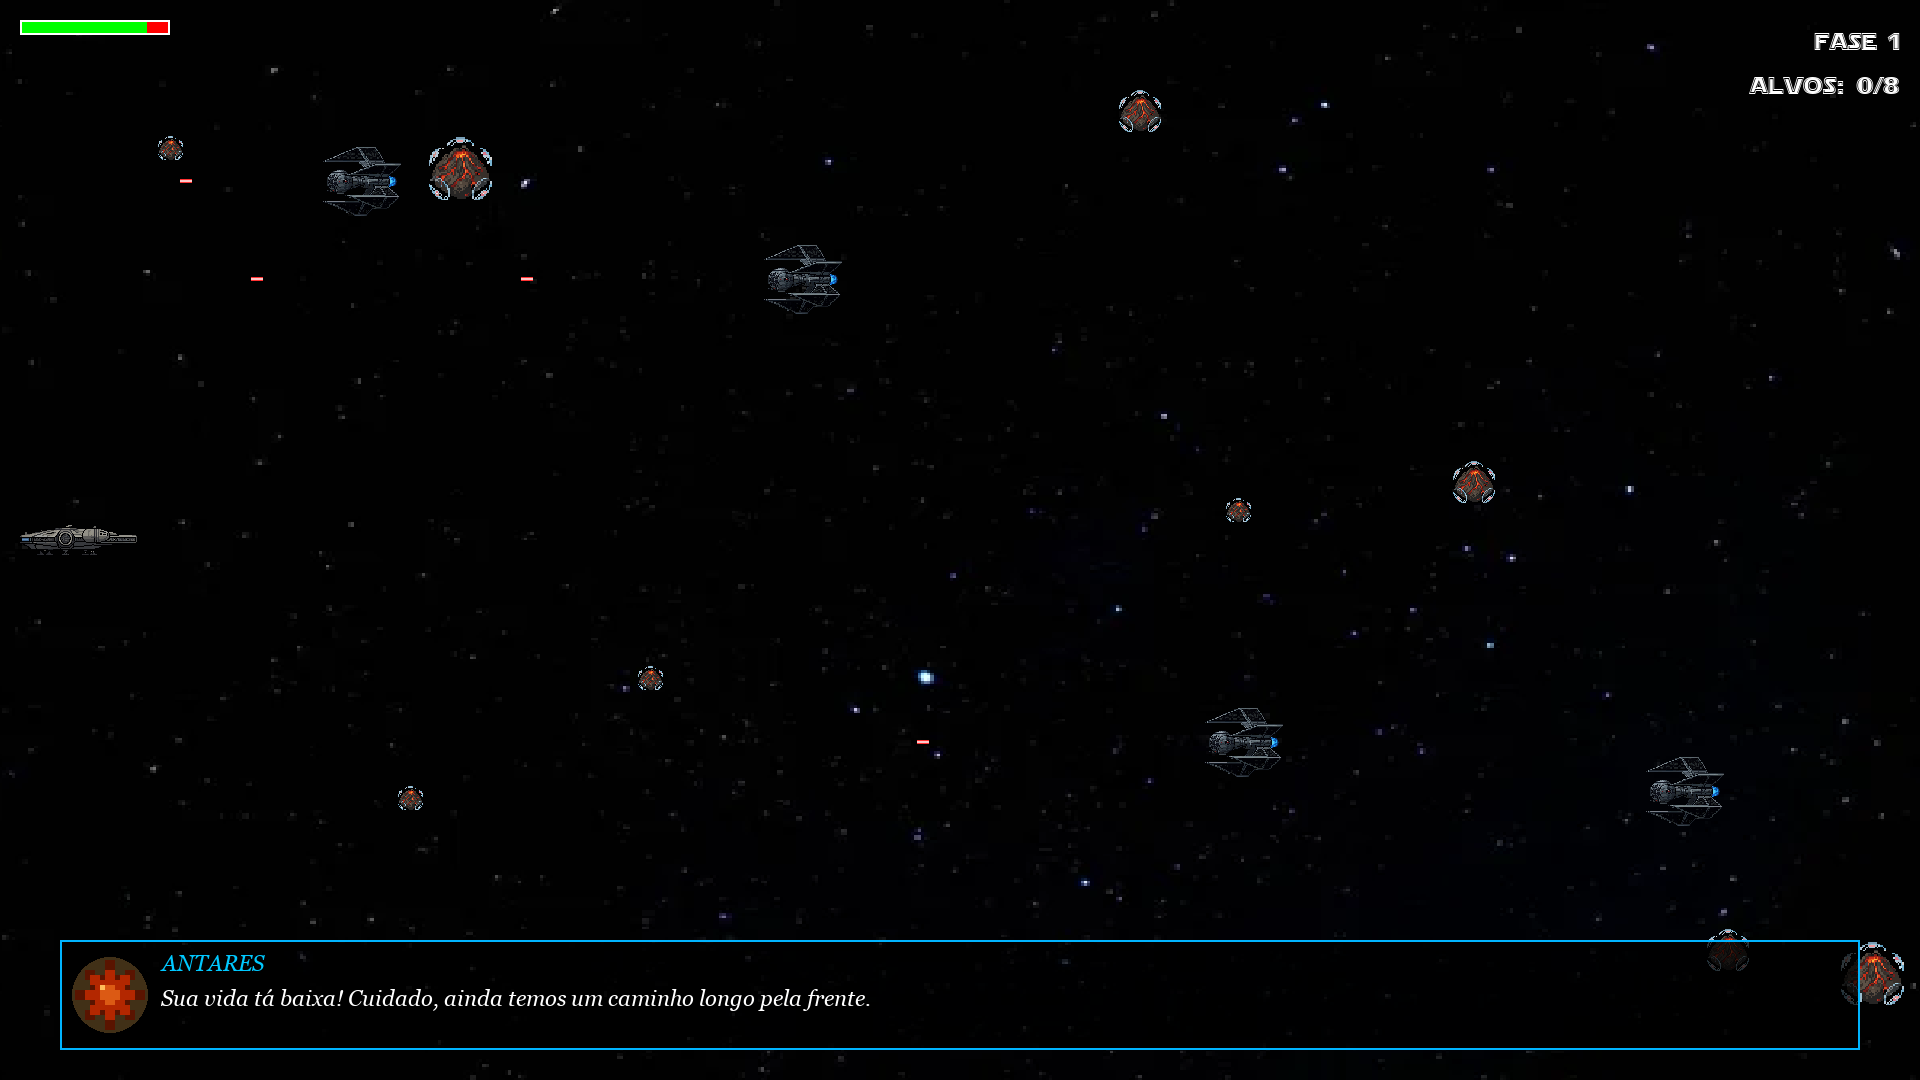 FASE 1
ALVOS: 0/8
ANTARES
Sua vida tá baixa! Cuidado, ainda temos um caminho longo pela frente.